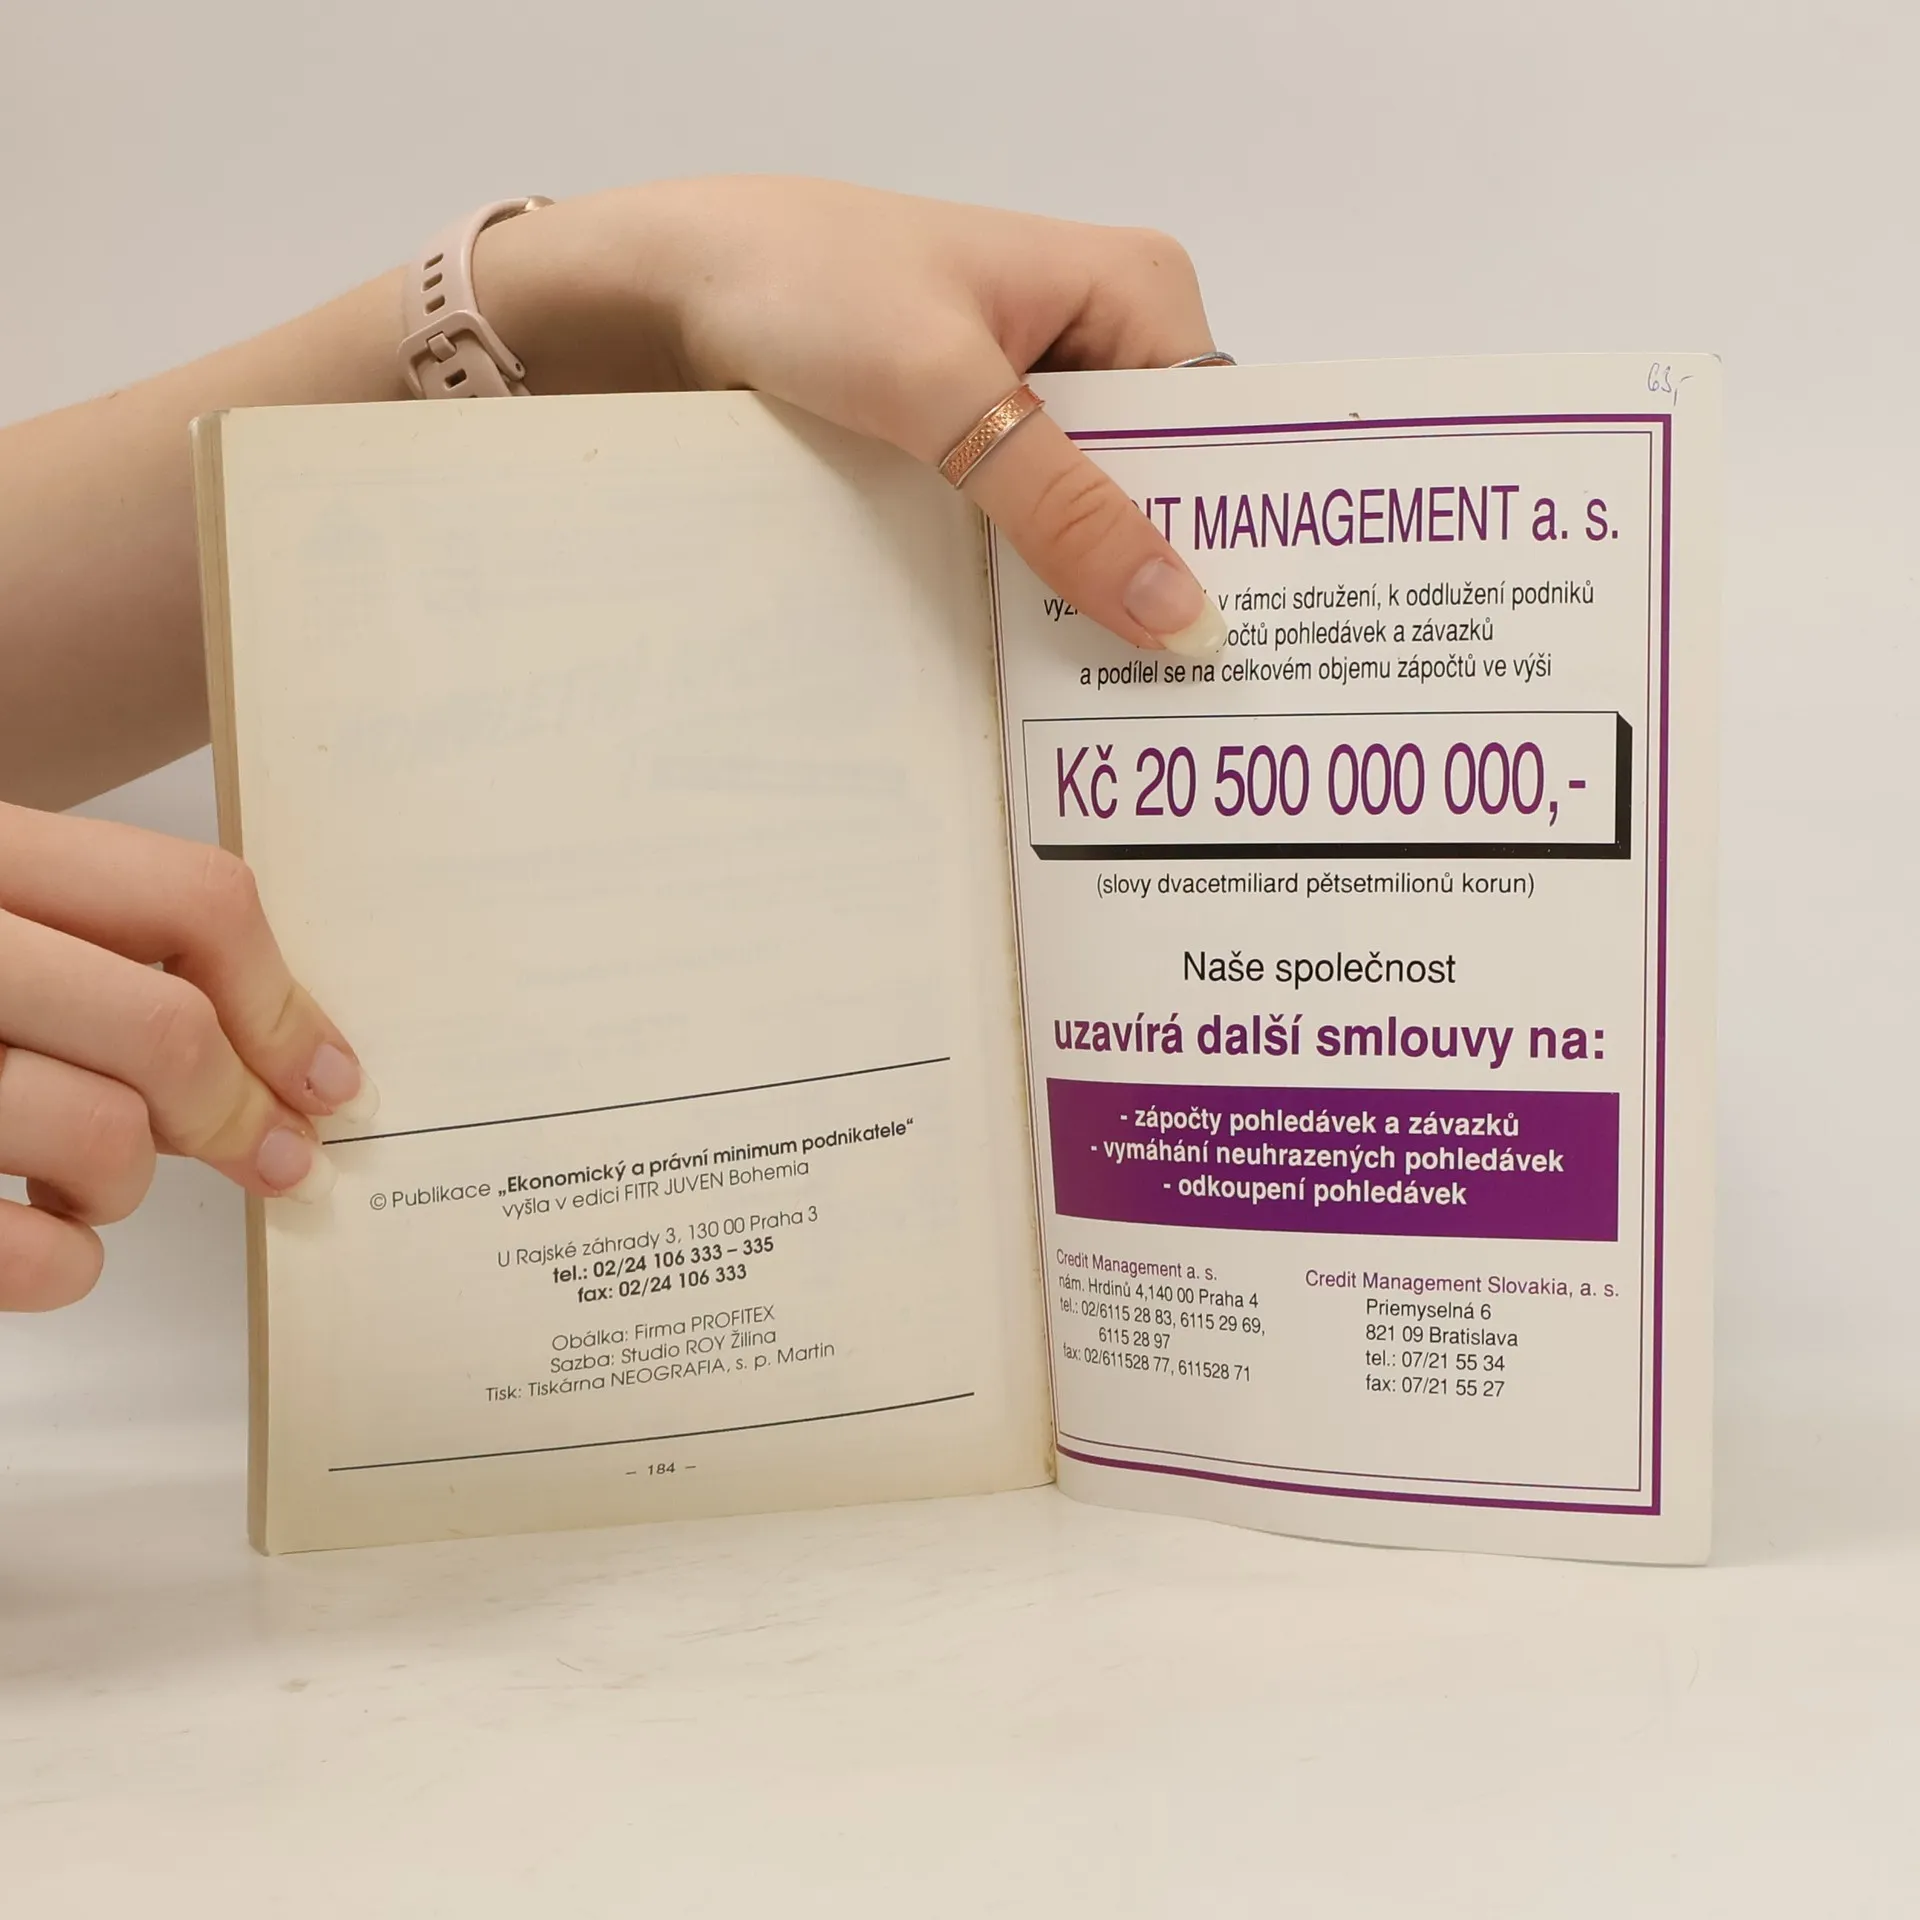 © Publikace „Ekonomický a právní minimum podnikatele“
vyšla v edici FITR JUVEN Bohemia
U Rajské záhrady 3, 130 00 Praha 3
tel.: 02/24 106 333 – 335
fax: 02/24 106 333
Obálka: Firma PROFITEX
Sazba: Studio ROY Žilina
Tisk: Tiskárna NEOGRAFIA, s. p. Martin
– 184 –
63,-
MANAGEMENT a. s.
v rámci sdružení, k oddlužení podniků
pohledávek a závazků
a podílel se na celkovém objemu zápočtů ve výši
Kč 20 500 000 000,-
(slovy dvacetmiliard pětsetmilionů korun)
Naše společnost
uzavírá další smlouvy na:
- zápočty pohledávek a závazků
- vymáhání neuhrazených pohledávek
- odkoupení pohledávek
Credit Management a. s.
nám. Hrdinů 4,140 00 Praha 4
tel.: 02/6115 28 83, 6115 29 69,
6115 28 97
fax: 02/611528 77, 611528 71
Credit Management Slovakia, a. s.
Priemyselná 6
821 09 Bratislava
tel.: 07/21 55 34
fax: 07/21 55 27